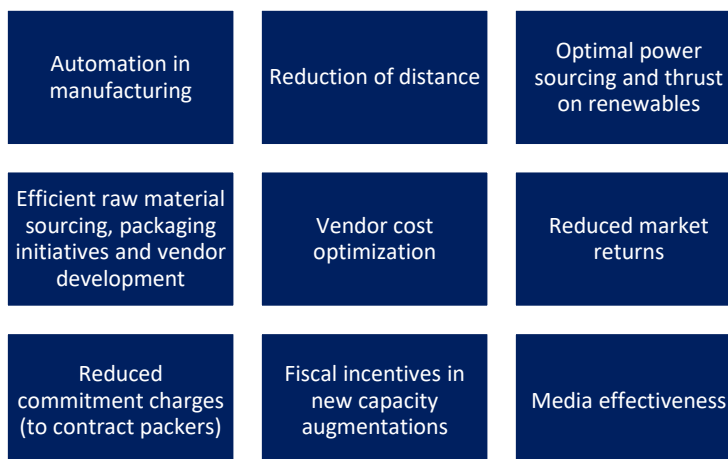 Automation in
manufacturing
Reduction of distance
Optimal power
sourcing and thrust
on renewables
Efficient raw material
sourcing, packaging
initiatives and vendor
development
Vendor cost
optimization
Reduced market
returns
Reduced
commitment charges
(to contract packers)
Fiscal incentives in
new capacity
augmentations
Media effectiveness